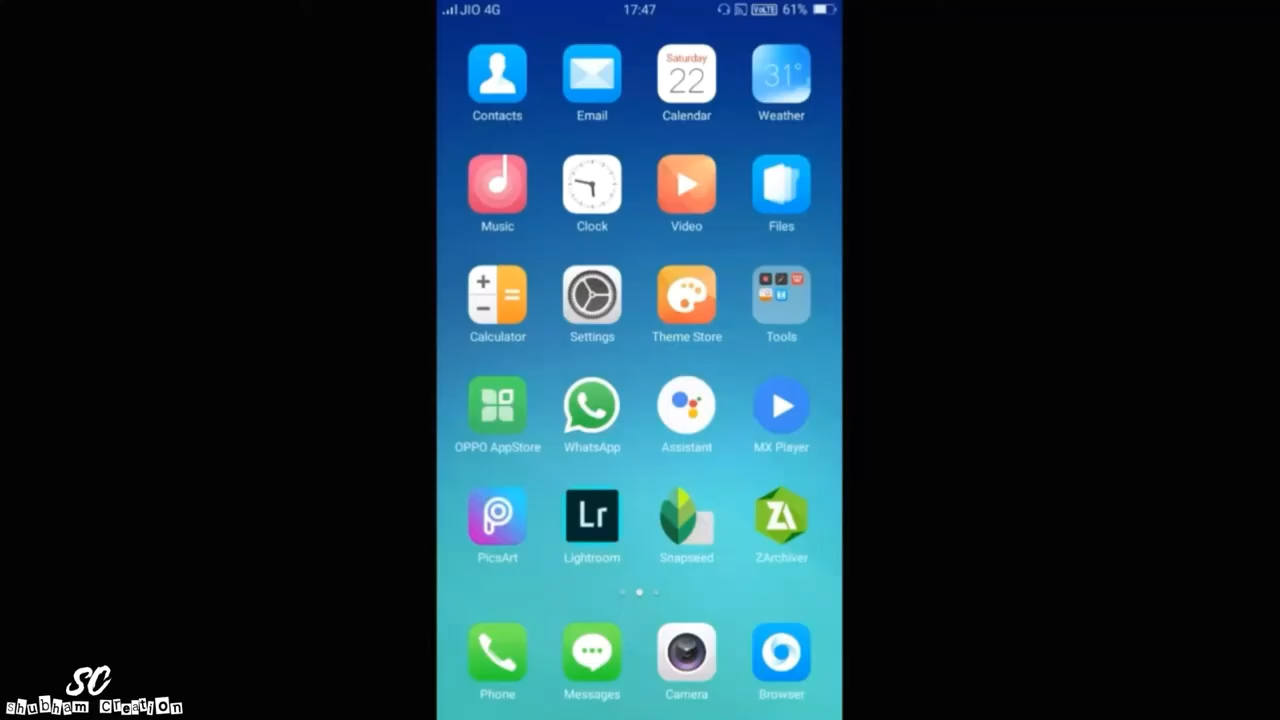 JIO 4G 17:47 VoLTE 61%
Saturday
22 31°
Contacts Email Calendar Weather
Music Clock Video Files
Calculator Settings Theme Store Tools
OPPO AppStore WhatsApp Assistant MX Player
Lr ZA
PicsArt Lightroom Snapseed ZArchiver
Phone Messages Camera Browser
SC
shubham Creation